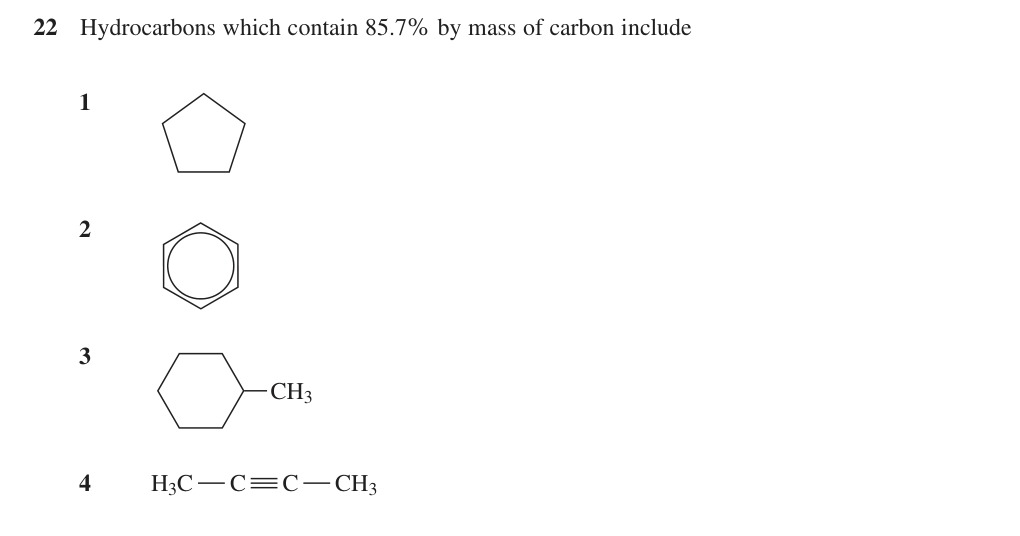 22 Hydrocarbons which contain 85.7% by mass of carbon include
1
2
3
CH₃
4 H₃C—C≡C—CH₃